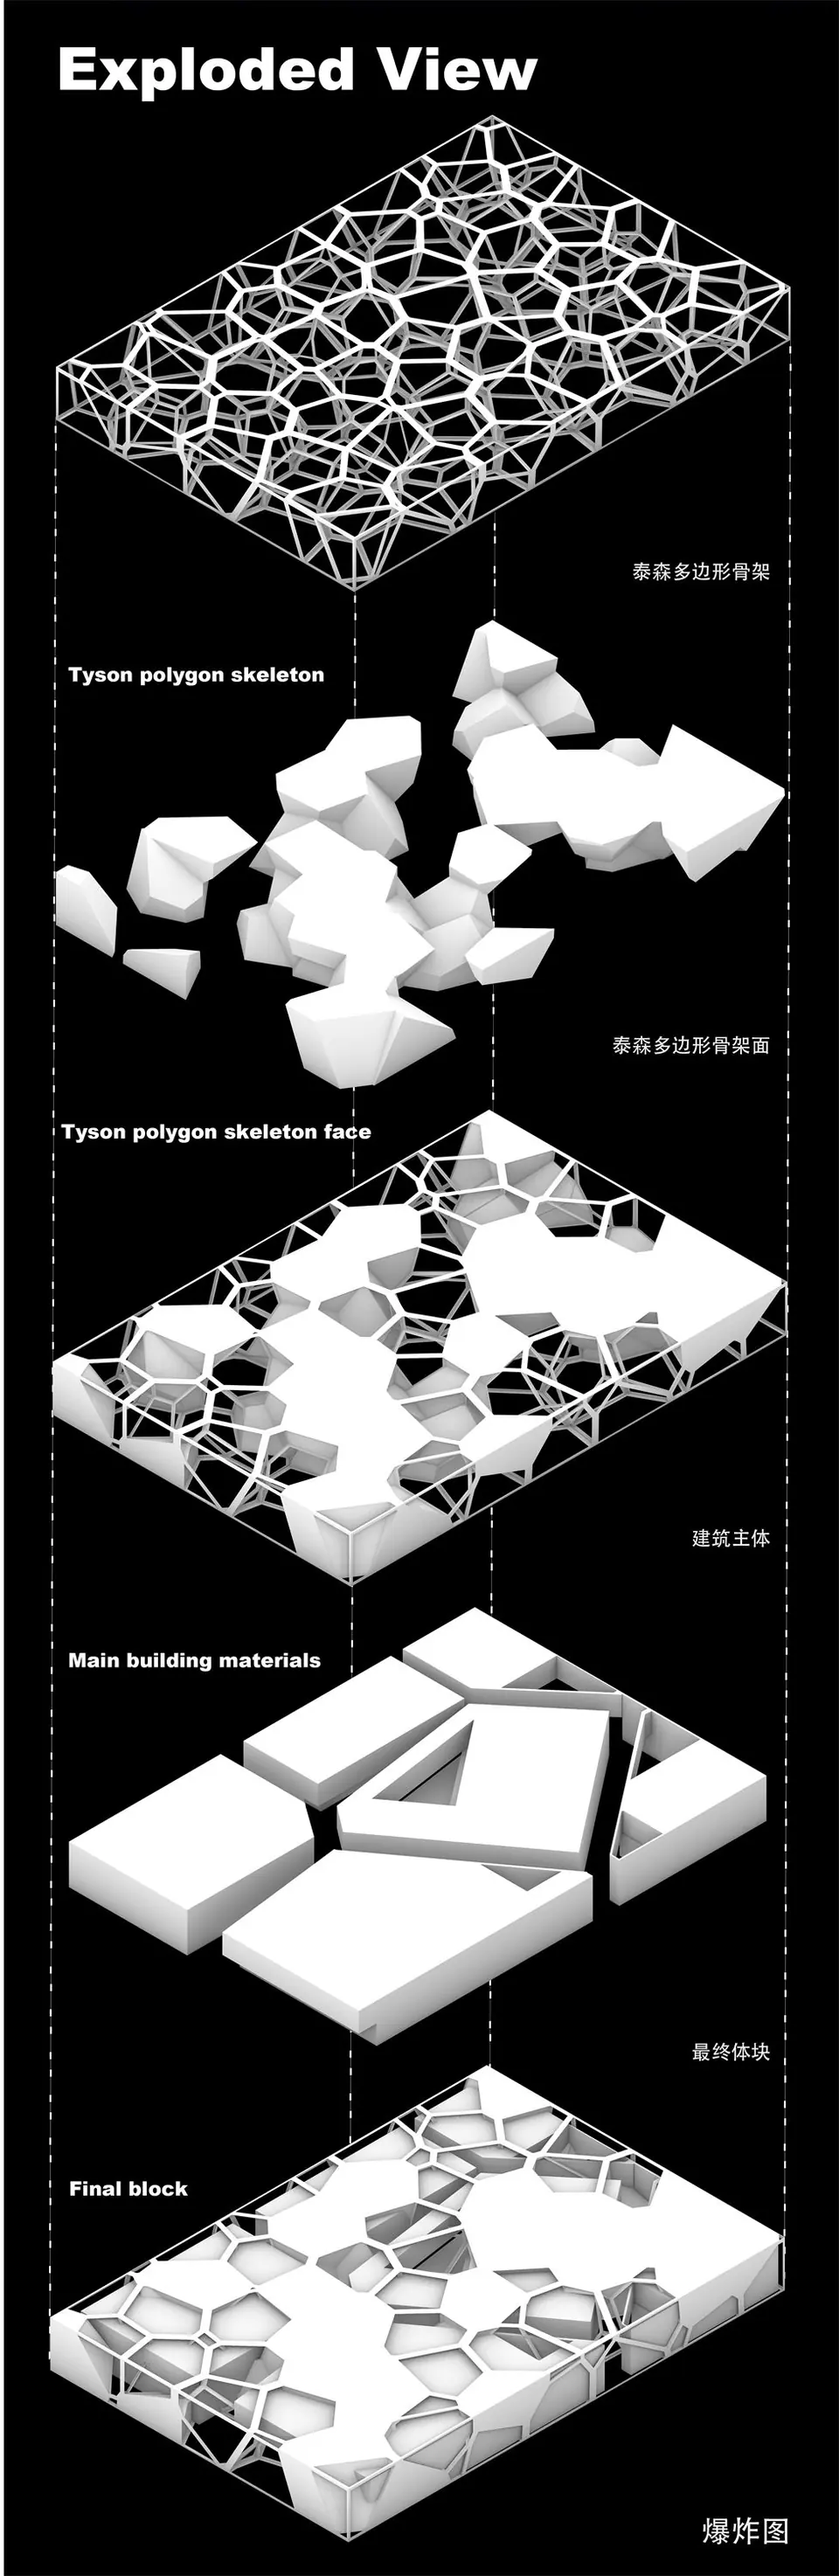 Exploded View
泰森多边形骨架
Tyson polygon skeleton
泰森多边形骨架面
Tyson polygon skeleton face
建筑主体
Main building materials
最终体块
Final block
爆炸图